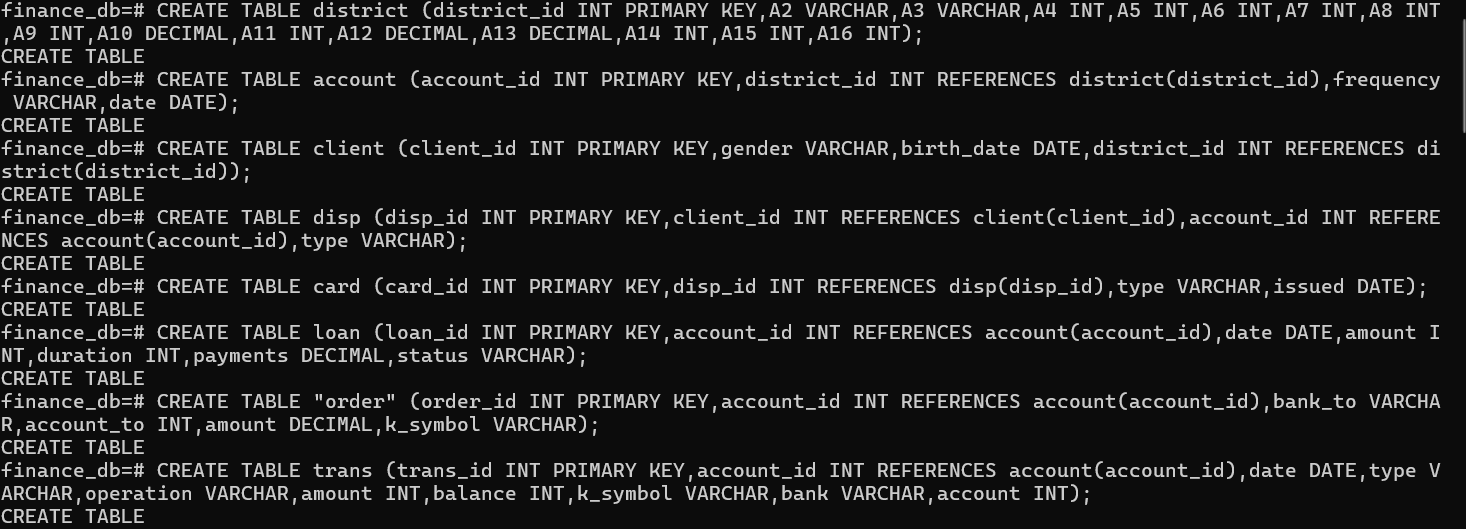 finance_db=# CREATE TABLE district (district_id INT PRIMARY KEY,A2 VARCHAR,A3 VARCHAR,A4 INT,A5 INT,A6 INT,A7 INT,A8 INT
,A9 INT,A10 DECIMAL,A11 INT,A12 DECIMAL,A13 DECIMAL,A14 INT,A15 INT,A16 INT);
CREATE TABLE
finance_db=# CREATE TABLE account (account_id INT PRIMARY KEY,district_id INT REFERENCES district(district_id),frequency
 VARCHAR,date DATE);
CREATE TABLE
finance_db=# CREATE TABLE client (client_id INT PRIMARY KEY,gender VARCHAR,birth_date DATE,district_id INT REFERENCES di
strict(district_id));
CREATE TABLE
finance_db=# CREATE TABLE disp (disp_id INT PRIMARY KEY,client_id INT REFERENCES client(client_id),account_id INT REFERE
NCES account(account_id),type VARCHAR);
CREATE TABLE
finance_db=# CREATE TABLE card (card_id INT PRIMARY KEY,disp_id INT REFERENCES disp(disp_id),type VARCHAR,issued DATE);
CREATE TABLE
finance_db=# CREATE TABLE loan (loan_id INT PRIMARY KEY,account_id INT REFERENCES account(account_id),date DATE,amount I
NT,duration INT,payments DECIMAL,status VARCHAR);
CREATE TABLE
finance_db=# CREATE TABLE "order" (order_id INT PRIMARY KEY,account_id INT REFERENCES account(account_id),bank_to VARCHA
R,account_to INT,amount DECIMAL,k_symbol VARCHAR);
CREATE TABLE
finance_db=# CREATE TABLE trans (trans_id INT PRIMARY KEY,account_id INT REFERENCES account(account_id),date DATE,type V
ARCHAR,operation VARCHAR,amount INT,balance INT,k_symbol VARCHAR,bank VARCHAR,account INT);
CREATE TABLE